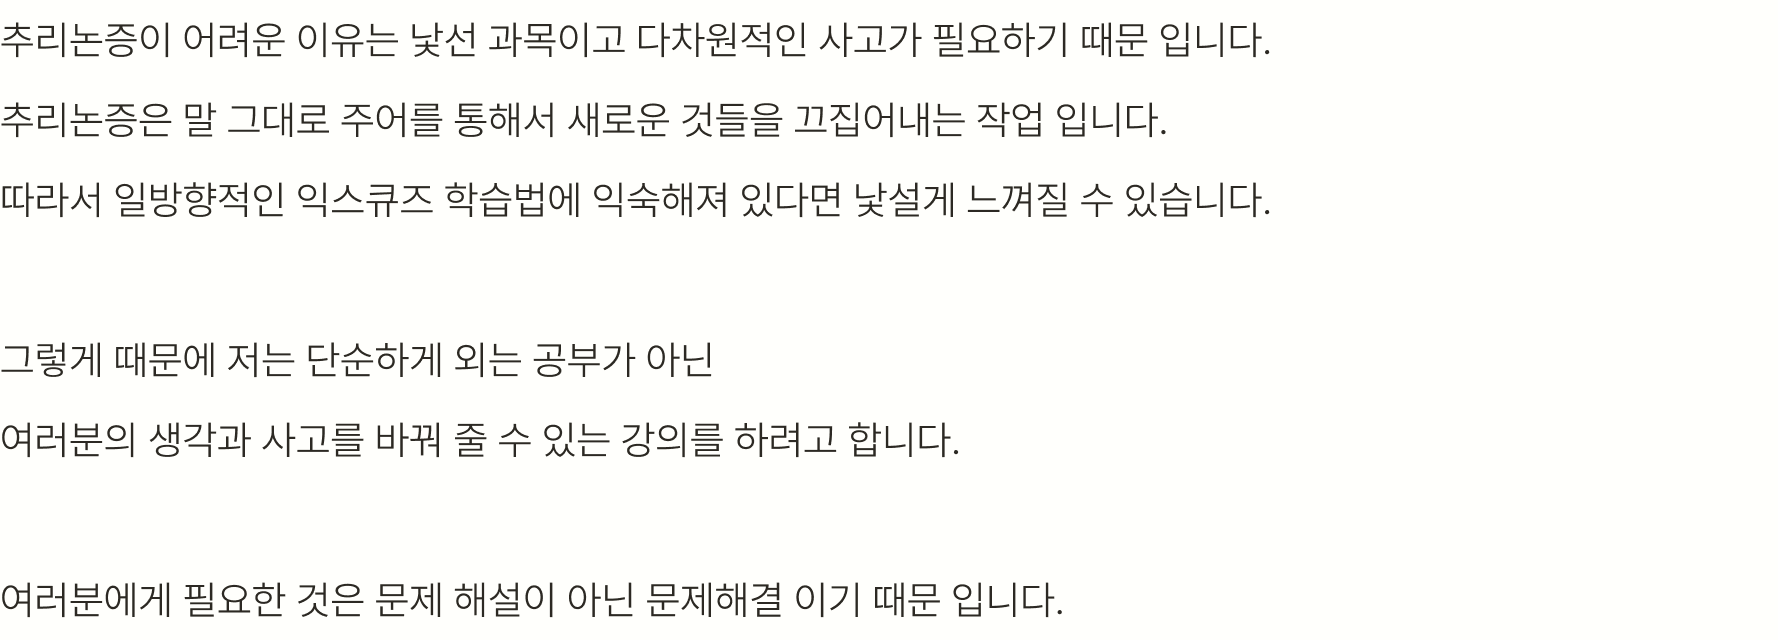 추리논증이 어려운 이유는 낯선 과목이고 다차원적인 사고가 필요하기 때문 입니다.
추리논증은 말 그대로 주어를 통해서 새로운 것들을 끄집어내는 작업 입니다.
따라서 일방향적인 익스큐즈 학습법에 익숙해져 있다면 낯설게 느껴질 수 있습니다.
그렇게 때문에 저는 단순하게 외는 공부가 아닌
여러분의 생각과 사고를 바꿔 줄 수 있는 강의를 하려고 합니다.
여러분에게 필요한 것은 문제 해설이 아닌 문제해결 이기 때문 입니다.